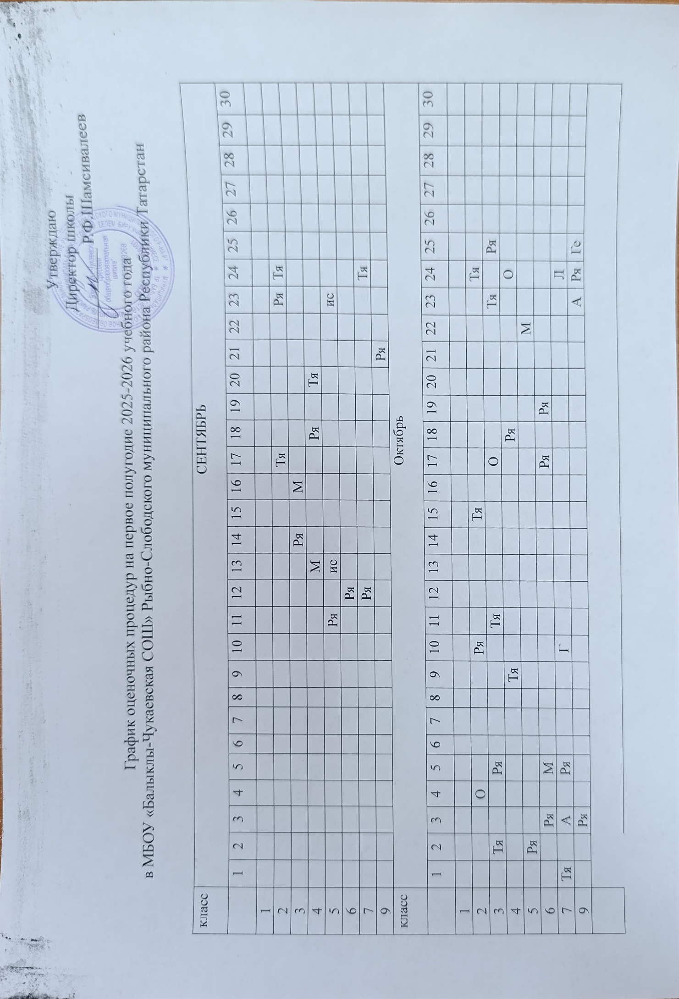 Утверждаю
Директор школы
Р.Ф.Шамсивалеев
График оценочных процедур на первое полугодие 2025-2026 учебного года
в МБОУ «Балыклы-Чукаевская СОШ» Рыбно-Слободского муниципального района Республики Татарстан
класс СЕНТЯБРЬ
1 2 3 4 5 6 7 8 9 10 11 12 13 14 15 16 17 18 19 20 21 22 23 24 25 26 27 28 29 30
1
2 Тя Ря Тя
3 Ря М
4 М Ря Тя
5 Ря ис ис
6 Ря
7 Ря Тя
9 Ря
класс Октябрь
1 2 3 4 5 6 7 8 9 10 11 12 13 14 15 16 17 18 19 20 21 22 23 24 25 26 27 28 29 30
1
2 О Ря Тя Тя
3 Тя Ря Тя О Тя Ря
4 Тя Ря О
5 Ря М
6 Ря М Ря Ря
7 Тя А Ря Г Л
9 Ря А Ря Ге
общеобразовательная
школа